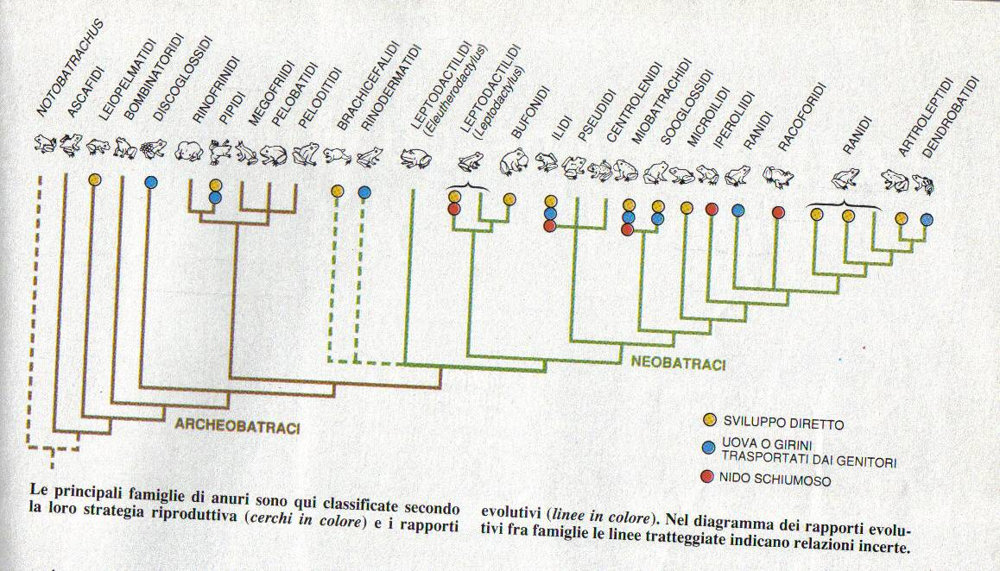 NOTOBATRACHUS
ASCAFIDI
LEIOPELMATIDI
BOMBINATORIDI
DISCOGLOSSIDI
RINOFRINIDI
PIPIDI
MEGOFRIIDI
PELOBATIDI
PELODITIDI
BRACHICEFALIDI
RINODERMATIDI
LEPTODACTILIDI
(Eleutherodactylus)
LEPTODACTILIDI
(Leptodactylus)
BUFONIDI
ILIDI
PSEUDIDI
CENTROLENIDI
MIOBATRACHIDI
SOOGLOSSIDI
MICROILIDI
IPEROLIIDI
RANIDI
RACOFORIDI
RANIDI
ARTROLEPTIDI
DENDROBATIDI
NEOBATRACI
ARCHEOBATRACI
SVILUPPO DIRETTO
UOVA O GIRINI
TRASPORTATI DAI GENITORI
NIDO SCHIUMOSO
Le principali famiglie di anuri sono qui classificate secondo
la loro strategia riproduttiva (cerchi in colore) e i rapporti
evolutivi (linee in colore). Nel diagramma dei rapporti evolu-
tivi fra famiglie le linee tratteggiate indicano relazioni incerte.